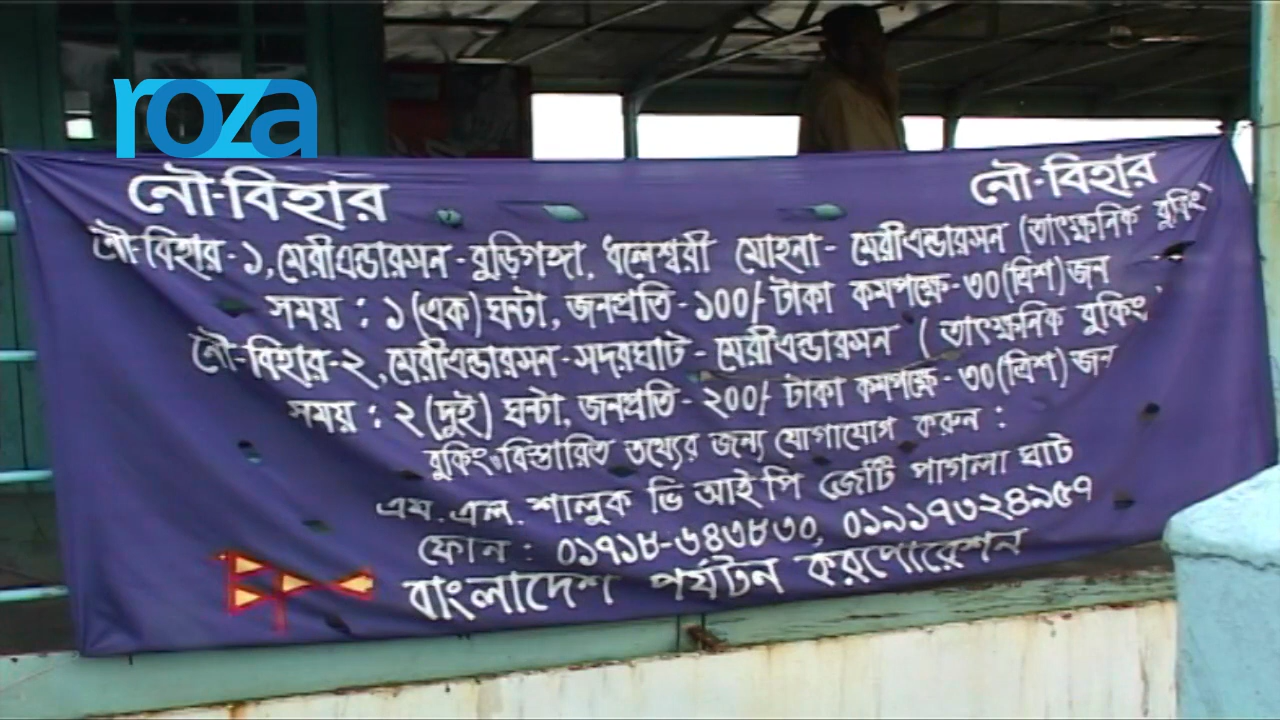 roza
নৌ-বিহার নৌ-বিহার
নৌ-বিহার - ১, মেরীএন্ডারসন - বুড়িগঙ্গা, ধলেশ্বরী মোহনা - মেরীএন্ডারসন (তাৎক্ষনিক বুকিং)
সময় : ১ (এক) ঘন্টা, জনপ্রতি - ১০০/- টাকা কমপক্ষে - ৩০(ত্রিশ) জন
নৌ-বিহার-২, মেরীএন্ডারসন - সদরঘাট - মেরীএন্ডারসন ( তাৎক্ষনিক বুকিং
সময় : ২ (দুই) ঘন্টা, জনপ্রতি - ২০০/- টাকা কমপক্ষে - ৩০(ত্রিশ) জন
বুকিং ও বিস্তারিত তথ্যের জন্য যোগাযোগ করুন :
এম.এল. শালুক ভি আই পি জেটি পাগলা ঘাট
ফোন : ০১৭১৮-৬৪৩৮৩০, ০১৯১৭৩২৪৯৫৭
বাংলাদেশ পর্যটন করপোরেশন